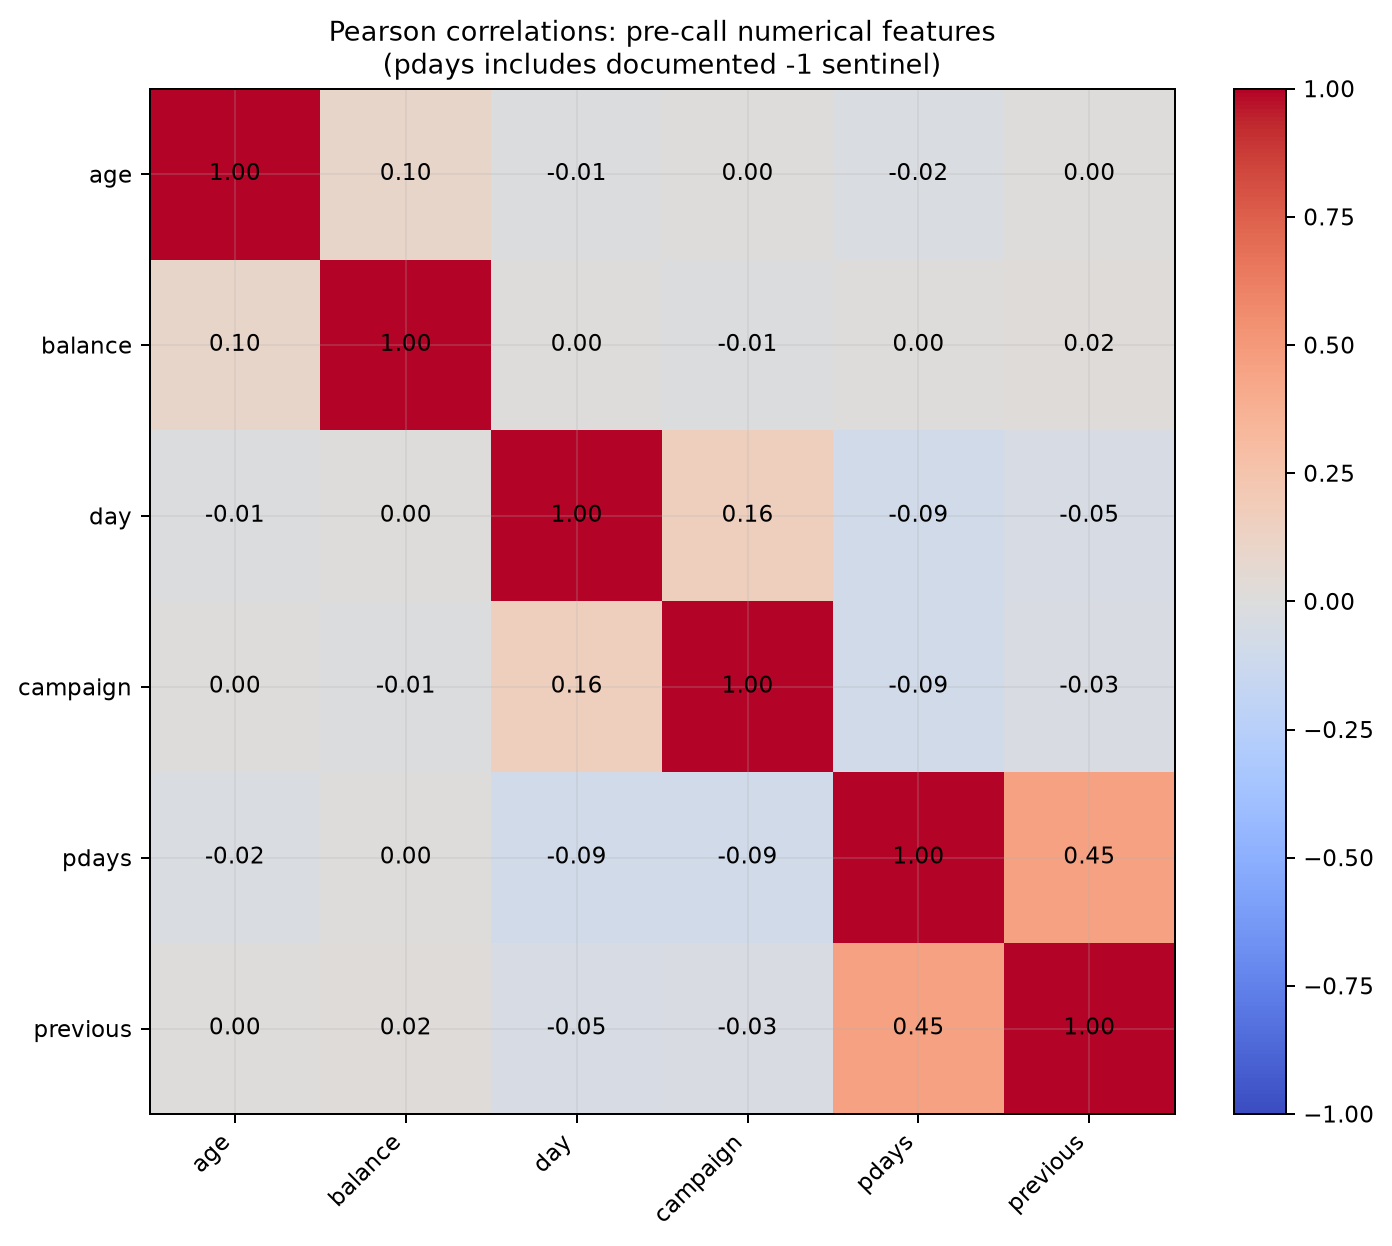 Pearson correlations: pre-call numerical features
(pdays includes documented -1 sentinel)
age 1.00 0.10 -0.01 0.00 -0.02 0.00
balance 0.10 1.00 0.00 -0.01 0.00 0.02
day -0.01 0.00 1.00 0.16 -0.09 -0.05
campaign 0.00 -0.01 0.16 1.00 -0.09 -0.03
pdays -0.02 0.00 -0.09 -0.09 1.00 0.45
previous 0.00 0.02 -0.05 -0.03 0.45 1.00
age balance day campaign pdays previous
1.00
0.75
0.50
0.25
0.00
−0.25
−0.50
−0.75
−1.00